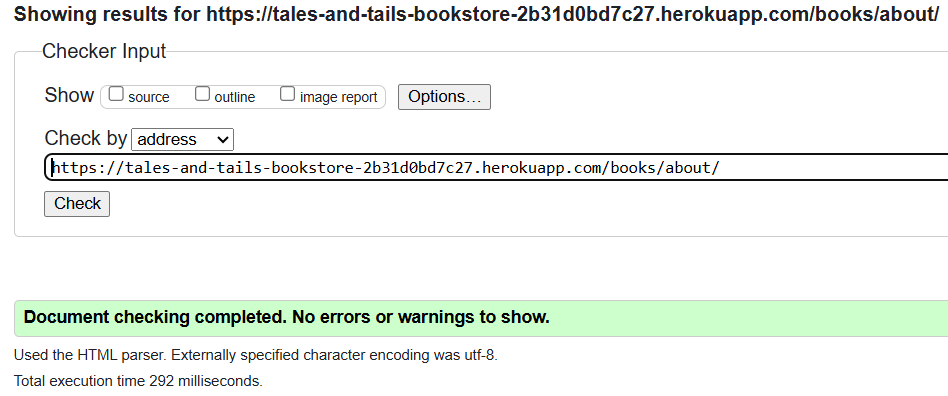 Showing results for https://tales-and-tails-bookstore-2b31d0bd7c27.herokuapp.com/books/about/
Checker Input
Show source outline image report Options...
Check by address
https://tales-and-tails-bookstore-2b31d0bd7c27.herokuapp.com/books/about/
Check
Document checking completed. No errors or warnings to show.
Used the HTML parser. Externally specified character encoding was utf-8.
Total execution time 292 milliseconds.